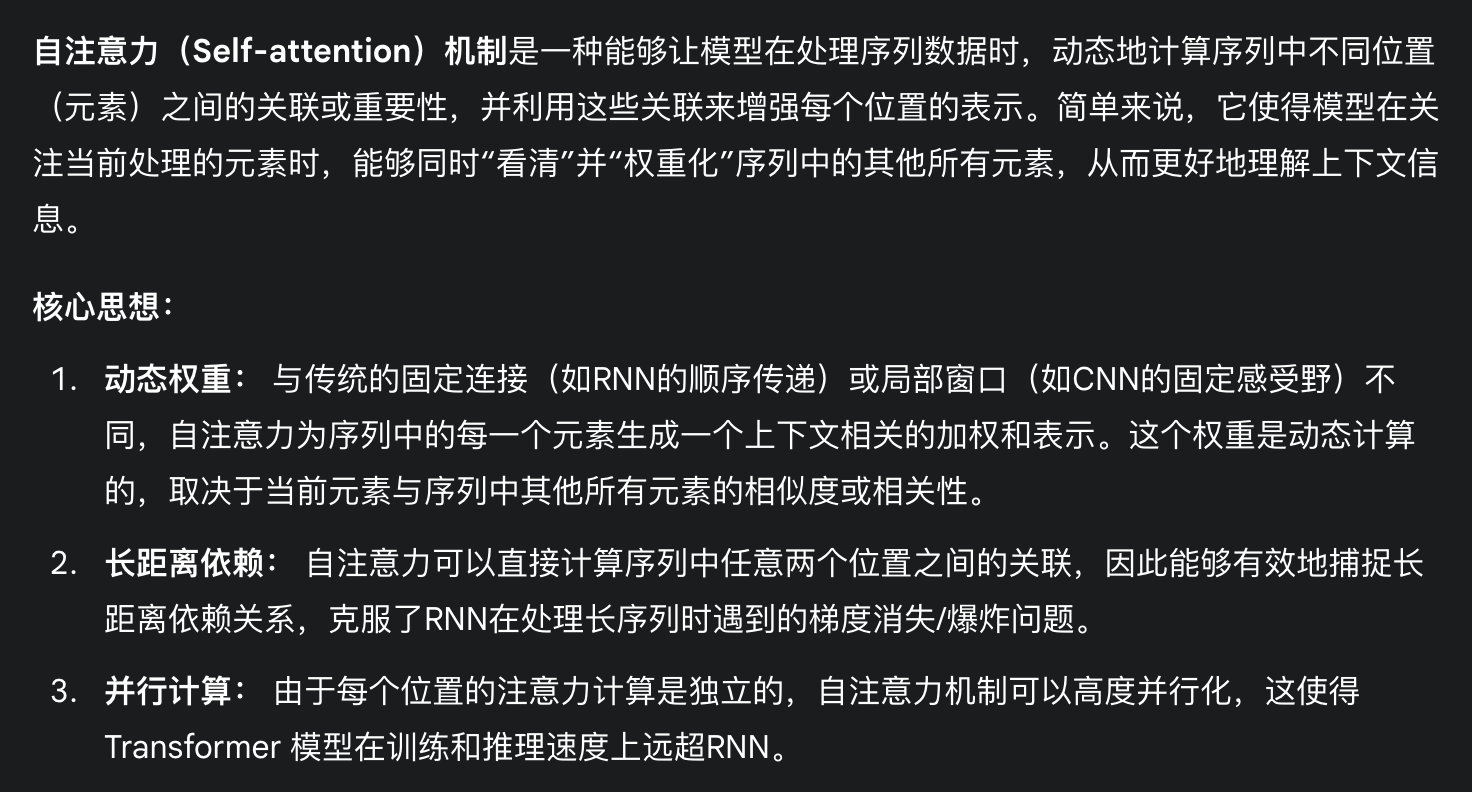 自注意力（Self-attention）机制是一种能够让模型在处理序列数据时，动态地计算序列中不同位置
（元素）之间的关联或重要性，并利用这些关联来增强每个位置的表示。简单来说，它使得模型在关
注当前处理的元素时，能够同时“看清”并“权重化”序列中的其他所有元素，从而更好地理解上下文信
息。
核心思想：
1. 动态权重： 与传统的固定连接（如RNN的顺序传递）或局部窗口（如CNN的固定感受野）不
同，自注意力为序列中的每一个元素生成一个上下文相关的加权和表示。这个权重是动态计算
的，取决于当前元素与序列中其他所有元素的相似度或相关性。
2. 长距离依赖： 自注意力可以直接计算序列中任意两个位置之间的关联，因此能够有效地捕捉长
距离依赖关系，克服了RNN在处理长序列时遇到的梯度消失/爆炸问题。
3. 并行计算： 由于每个位置的注意力计算是独立的，自注意力机制可以高度并行化，这使得
Transformer 模型在训练和推理速度上远超RNN。